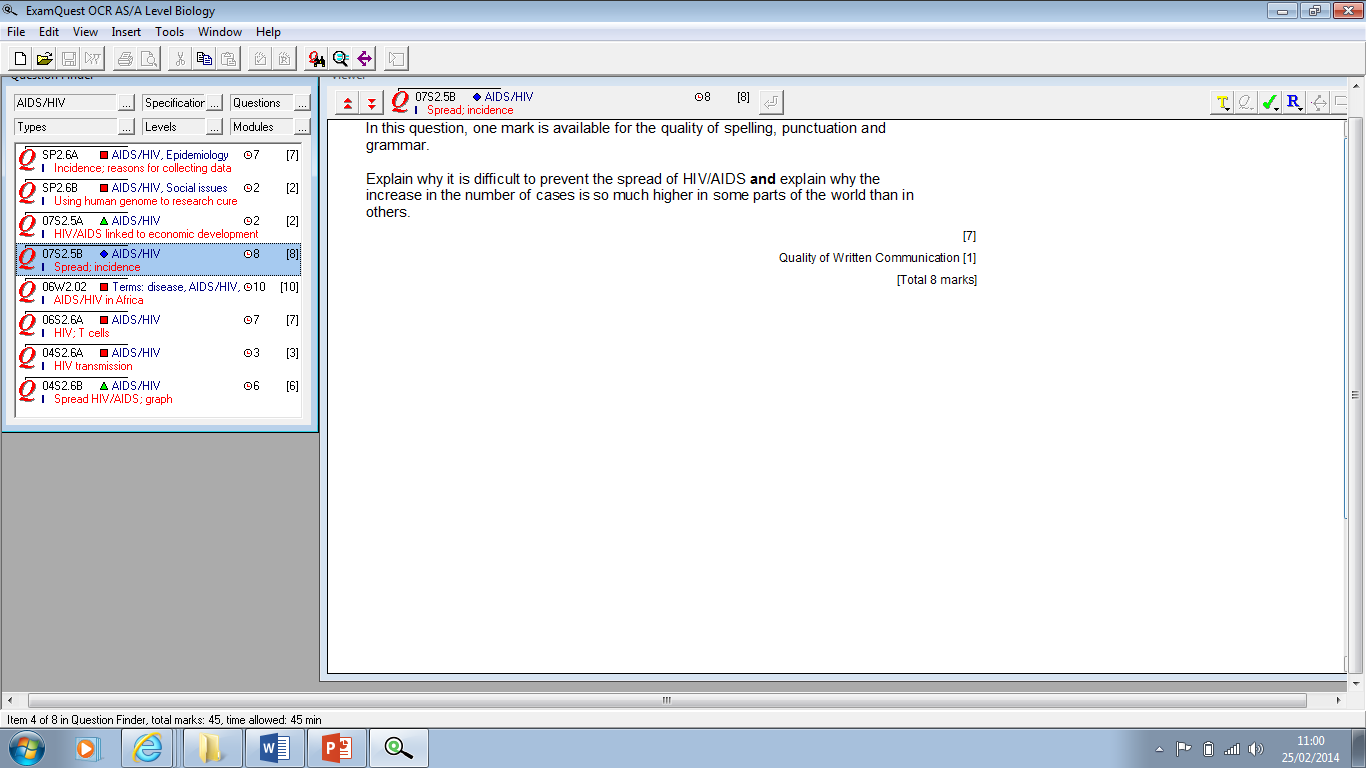 ExamQuest OCR AS/A Level Biology
File Edit View Insert Tools Window Help
AIDS/HIV ... Specification ... Questions ...
Types ... Levels ... Modules ...
SP2.6A AIDS/HIV, Epidemiology 7 [7]
Incidence; reasons for collecting data
SP2.6B AIDS/HIV, Social issues 2 [2]
Using human genome to research cure
07S2.5A AIDS/HIV 2 [2]
HIV/AIDS linked to economic development
07S2.5B AIDS/HIV 8 [8]
Spread; incidence
06W2.02 Terms: disease, AIDS/HIV, 10 [10]
AIDS/HIV in Africa
06S2.6A AIDS/HIV 7 [7]
HIV; T cells
04S2.6A AIDS/HIV 3 [3]
HIV transmission
04S2.6B AIDS/HIV 6 [6]
Spread HIV/AIDS; graph
07S2.5B AIDS/HIV 8 [8]
Spread; incidence
In this question, one mark is available for the quality of spelling, punctuation and
grammar.
Explain why it is difficult to prevent the spread of HIV/AIDS and explain why the
increase in the number of cases is so much higher in some parts of the world than in
others.
[7]
Quality of Written Communication [1]
[Total 8 marks]
Item 4 of 8 in Question Finder, total marks: 45, time allowed: 45 min
11:00
25/02/2014